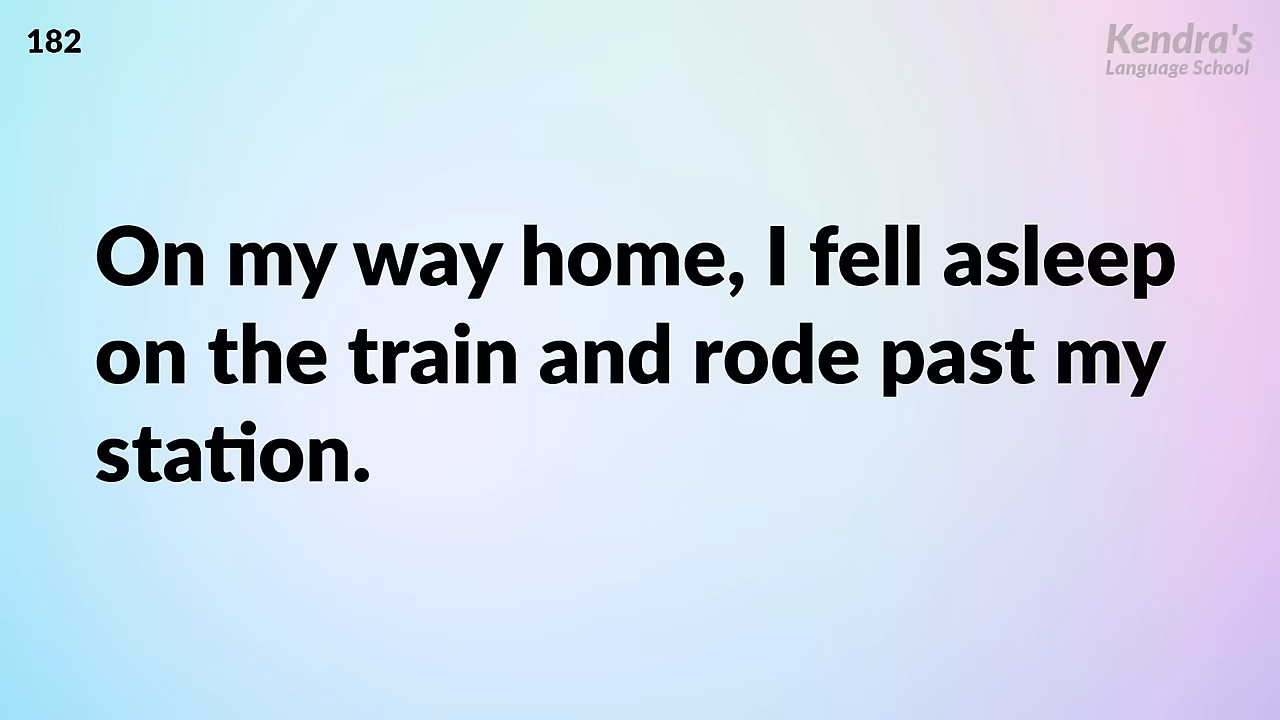 182
Kendra's
Language School
On my way home, I fell asleep
on the train and rode past my
station.